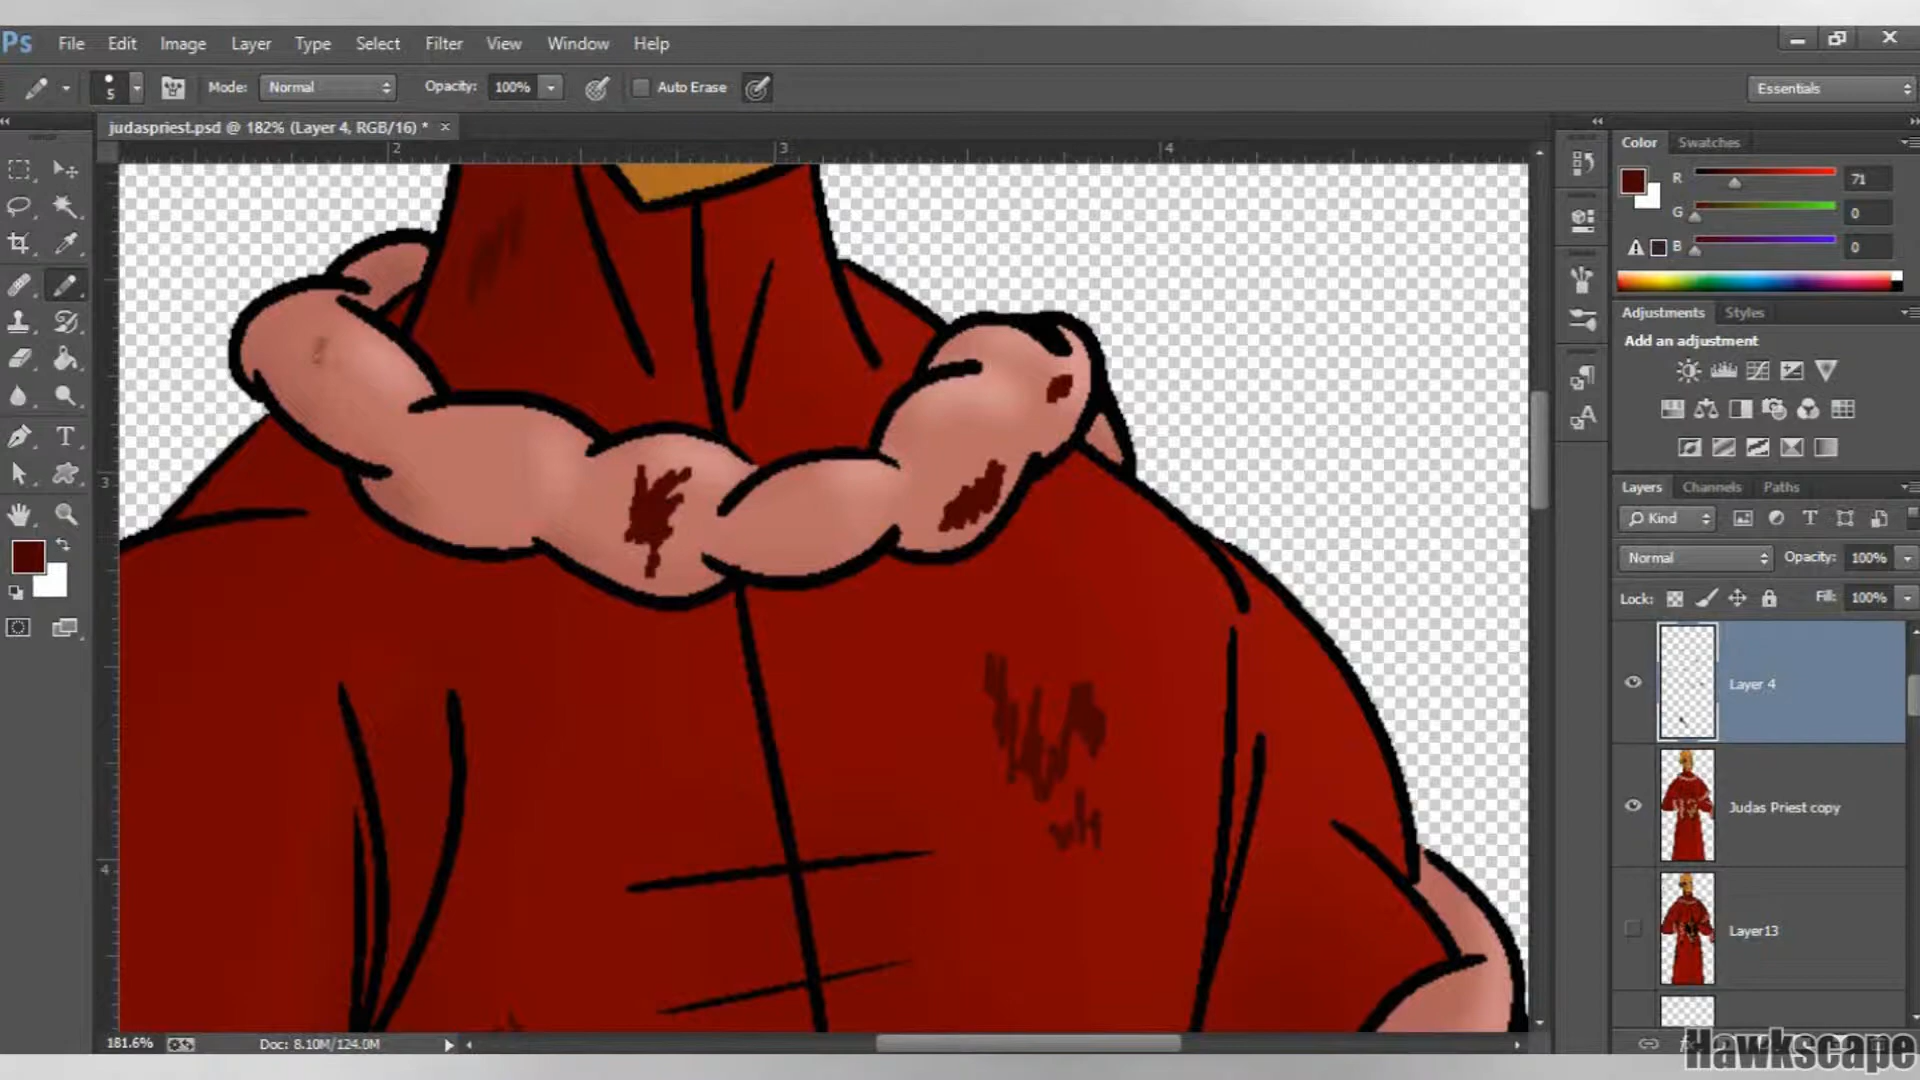 Ps File Edit Image Layer Type Select Filter View Window Help
5 Mode: Normal Opacity: 100% Auto Erase Essentials
judaspriest.psd @ 182% (Layer 4, RGB/16) * ×
2 3 4
Color Swatches
R 71
G 0
B 0
Adjustments Styles
Add an adjustment
3
Layers Channels Paths
Kind
Normal Opacity: 100%
Lock: Fill: 100%
Layer 4
Judas Priest copy
4
Layer13
181.6% Doc: 8.10M/124.0M
Hawkscape